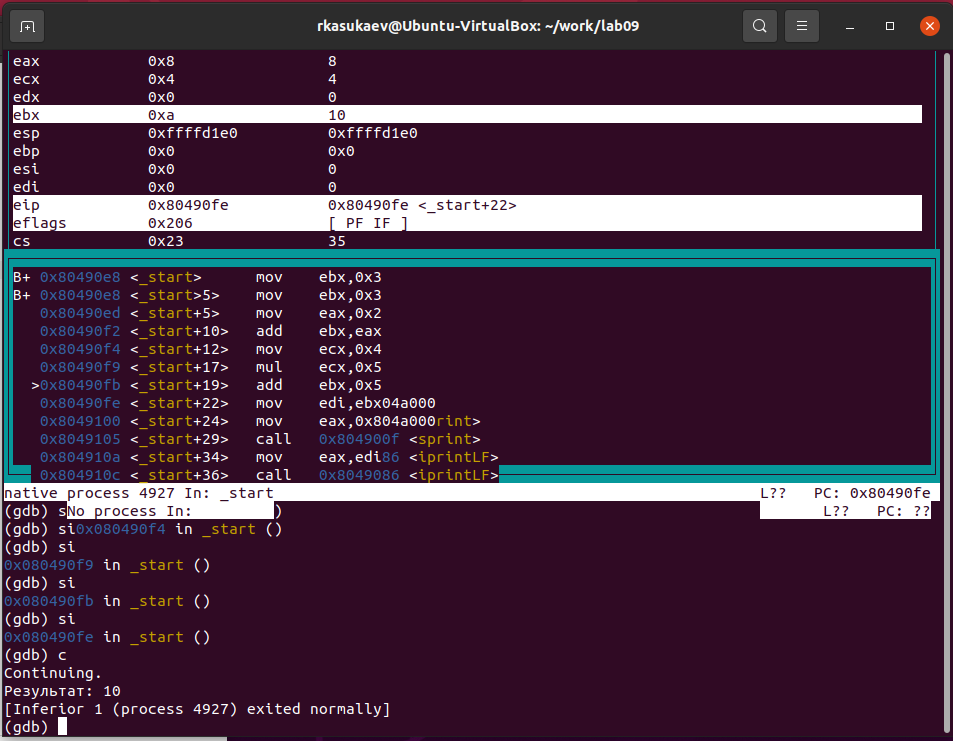 rkasukaev@Ubuntu-VirtualBox: ~/work/lab09
eax 0x8 8
ecx 0x4 4
edx 0x0 0
ebx 0xa 10
esp 0xffffd1e0 0xffffd1e0
ebp 0x0 0x0
esi 0x0 0
edi 0x0 0
eip 0x80490fe 0x80490fe <_start+22>
eflags 0x206 [ PF IF ]
cs 0x23 35
B+ 0x80490e8 <_start> mov ebx,0x3
B+ 0x80490e8 <_start>5> mov ebx,0x3
0x80490ed <_start+5> mov eax,0x2
0x80490f2 <_start+10> add ebx,eax
0x80490f4 <_start+12> mov ecx,0x4
0x80490f9 <_start+17> mul ecx,0x5
>0x80490fb <_start+19> add ebx,0x5
0x80490fe <_start+22> mov edi,ebx04a000
0x8049100 <_start+24> mov eax,0x804a000rint>
0x8049105 <_start+29> call 0x804900f <sprint>
0x804910a <_start+34> mov eax,edi86 <iprintLF>
0x804910c <_start+36> call 0x8049086 <iprintLF>
native process 4927 In: _start L?? PC: 0x80490fe
(gdb) sNo process In: ) L?? PC: ??
(gdb) si0x080490f4 in _start ()
(gdb) si
0x080490f9 in _start ()
(gdb) si
0x080490fb in _start ()
(gdb) si
0x080490fe in _start ()
(gdb) c
Continuing.
Результат: 10
[Inferior 1 (process 4927) exited normally]
(gdb)